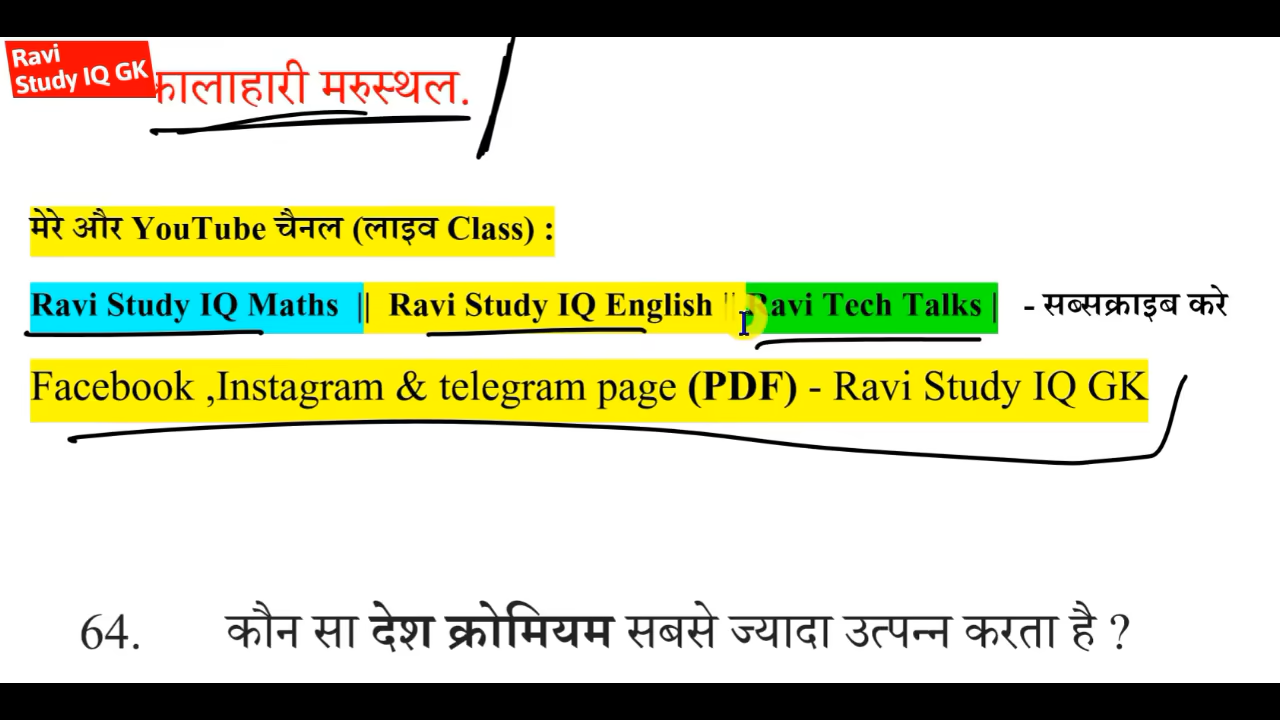 Ravi
Study IQ GK
कालाहारी मरुस्थल.
मेरे और YouTube चैनल (लाइव Class) :
Ravi Study IQ Maths || Ravi Study IQ English || Ravi Tech Talks | - सब्सक्राइब करे
Facebook ,Instagram & telegram page (PDF) - Ravi Study IQ GK
64. कौन सा देश क्रोमियम सबसे ज्यादा उत्पन्न करता है ?